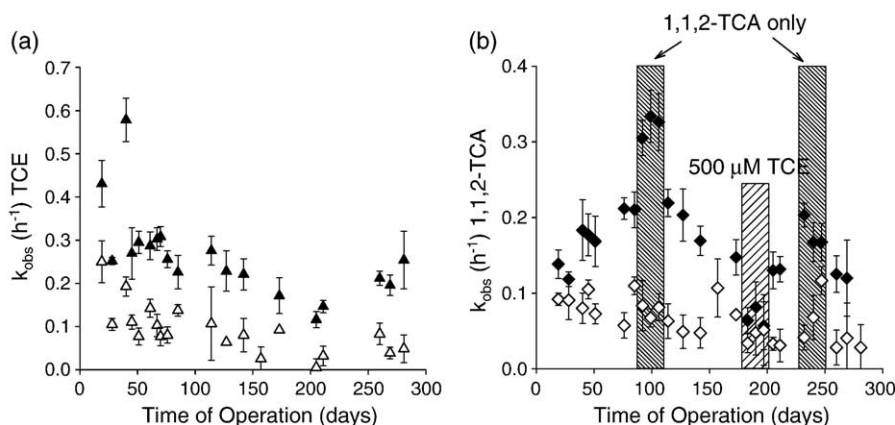 (a)
0.7
0.6
0.5
0.4
0.3
0.2
0.1
0.0
k_obs (h⁻¹) TCE
0 50 100 150 200 250 300
Time of Operation (days)
1,1,2-TCA only
(b)
0.4
0.3
0.2
0.1
0.0
k_obs (h⁻¹) 1,1,2-TCA
500 μM TCE
0 50 100 150 200 250 300
Time of Operation (days)